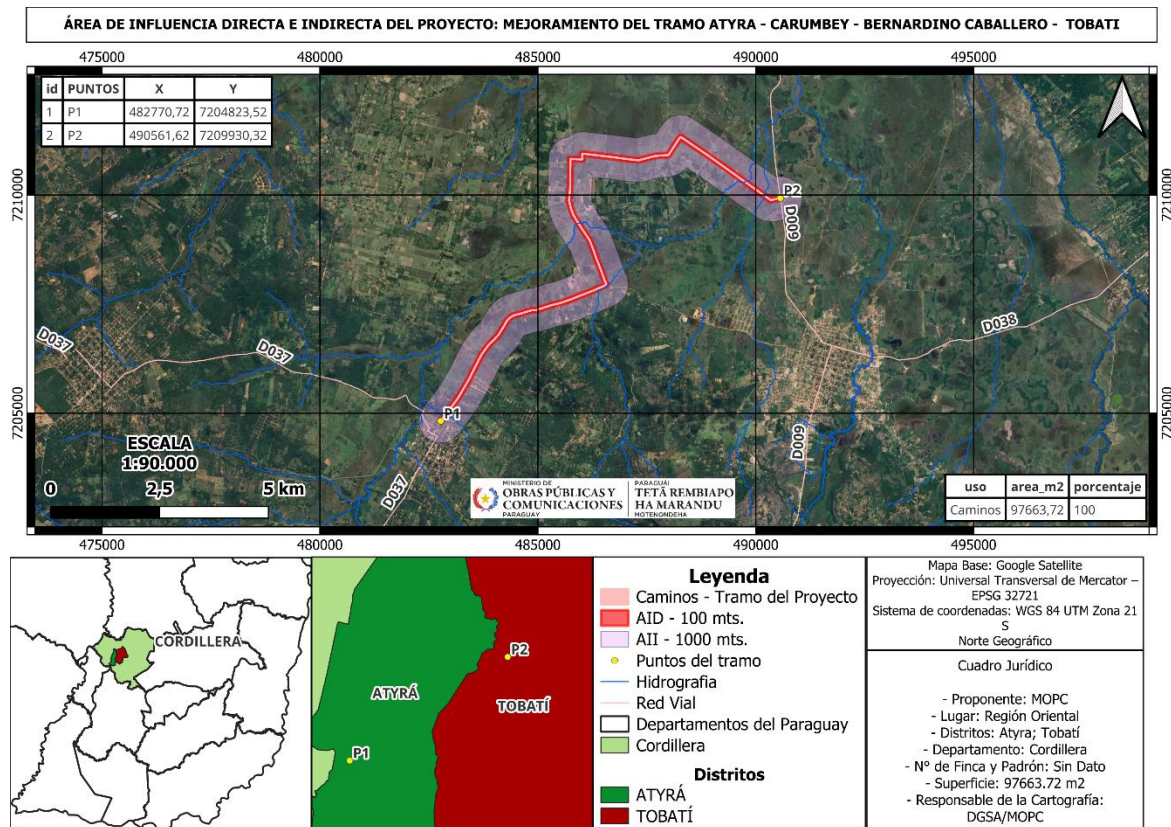 ÁREA DE INFLUENCIA DIRECTA E INDIRECTA DEL PROYECTO: MEJORAMIENTO DEL TRAMO ATYRA - CARUMBEY - BERNARDINO CABALLERO - TOBATI
475000 480000 485000 490000 495000
id PUNTOS X Y
1 P1 482770,72 7204823,52
2 P2 490561,62 7209930,32
7210000
7210000
P2
D009
D038
D037
D037
P1
7205000
7205000
D009
D037
ESCALA
1:90.000
0 2,5 5 km
MINISTERIO DE
OBRAS PÚBLICAS Y
COMUNICACIONES
PARAGUAY
PARAGUÁI
TETÃ REMBIAPO
HA MARANDU
MOTENONDEHA
uso area_m2 porcentaje
Caminos 97663,72 100
475000 480000 485000 490000 495000
CORDILLERA
P2
ATYRÁ
TOBATÍ
P1
Leyenda
Caminos - Tramo del Proyecto
AID - 100 mts.
AII - 1000 mts.
Puntos del tramo
Hidrografia
Red Vial
Departamentos del Paraguay
Cordillera
Distritos
ATYRÁ
TOBATÍ
Mapa Base: Google Satellite
Proyección: Universal Transversal de Mercator –
EPSG 32721
Sistema de coordenadas: WGS 84 UTM Zona 21
S
Norte Geográfico
Cuadro Jurídico
- Proponente: MOPC
- Lugar: Región Oriental
- Distritos: Atyra; Tobatí
- Departamento: Cordillera
- N° de Finca y Padrón: Sin Dato
- Superficie: 97663.72 m2
- Responsable de la Cartografía:
DGSA/MOPC